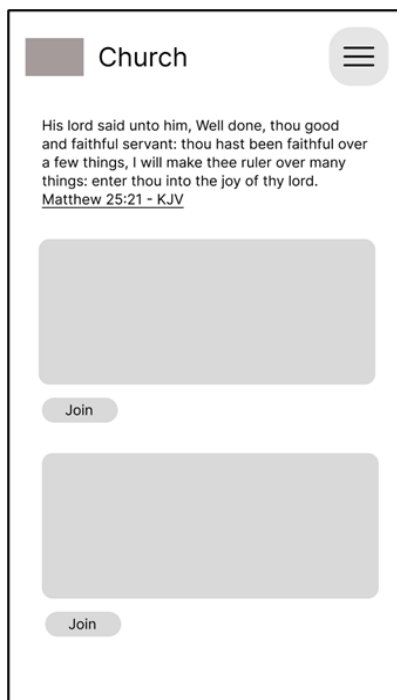 Church
His lord said unto him, Well done, thou good
and faithful servant: thou hast been faithful over
a few things, I will make thee ruler over many
things: enter thou into the joy of thy lord.
Matthew 25:21 - KJV
Join
Join